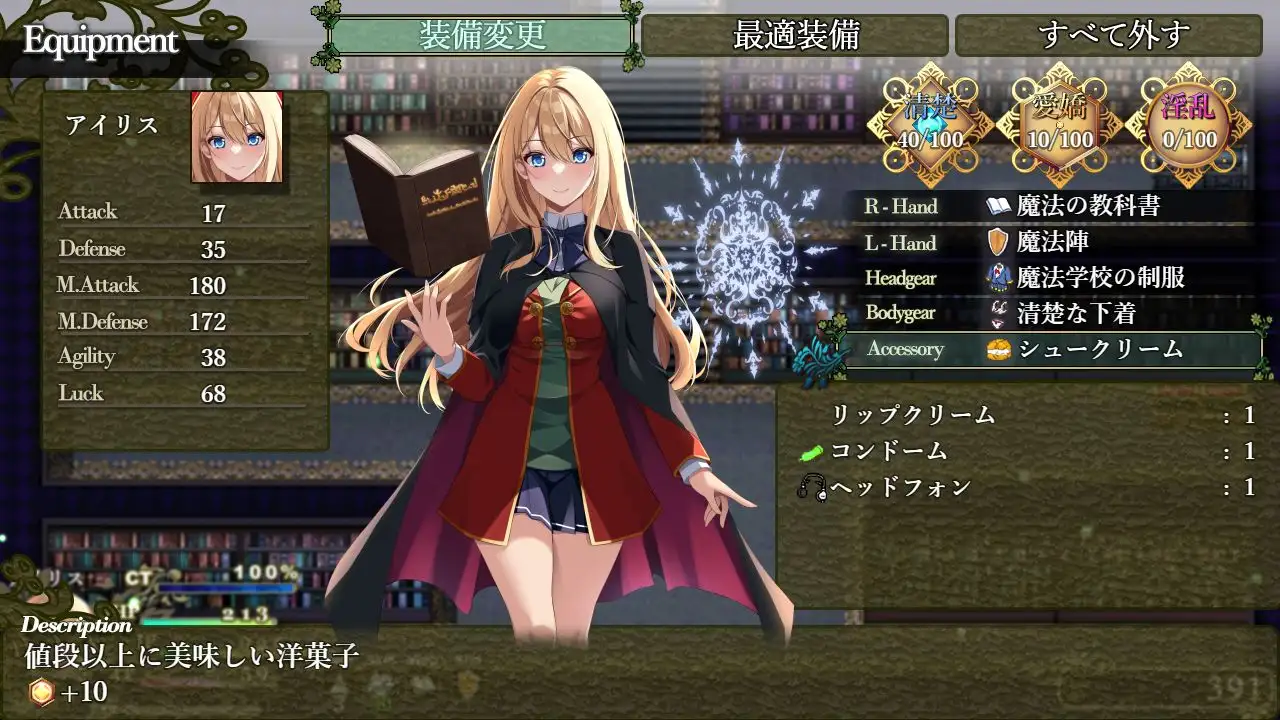 Equipment
装備変更
最適装備
すべて外す
アイリス
清楚
40/100
愛嬌
10/100
淫乱
0/100
Attack 17
Defense 35
M.Attack 180
M.Defense 172
Agility 38
Luck 68
R - Hand 魔法の教科書
L - Hand 魔法陣
Headgear 魔法学校の制服
Bodygear 清楚な下着
Accessory シュークリーム
リップクリーム : 1
コンドーム : 1
ヘッドフォン : 1
リス CT 100%
213
Description
値段以上に美味しい洋菓子
+10
391